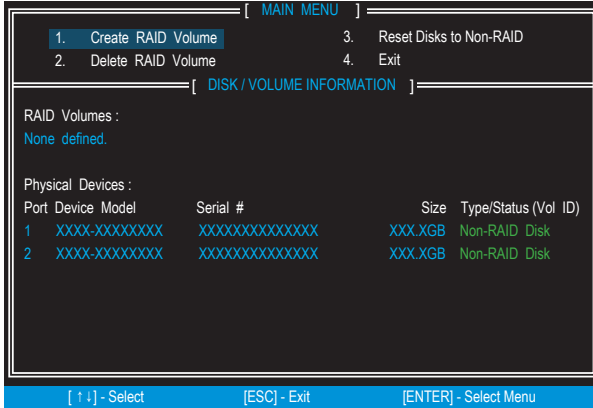 [ MAIN MENU ]
1. Create RAID Volume 3. Reset Disks to Non-RAID
2. Delete RAID Volume 4. Exit
[ DISK / VOLUME INFORMATION ]
RAID Volumes :
None defined.
Physical Devices :
Port Device Model Serial # Size Type/Status (Vol ID)
1 XXXX-XXXXXXXX XXXXXXXXXXXXXX XXX.XGB Non-RAID Disk
2 XXXX-XXXXXXXX XXXXXXXXXXXXXX XXX.XGB Non-RAID Disk
[ ↑↓] - Select [ESC] - Exit [ENTER] - Select Menu